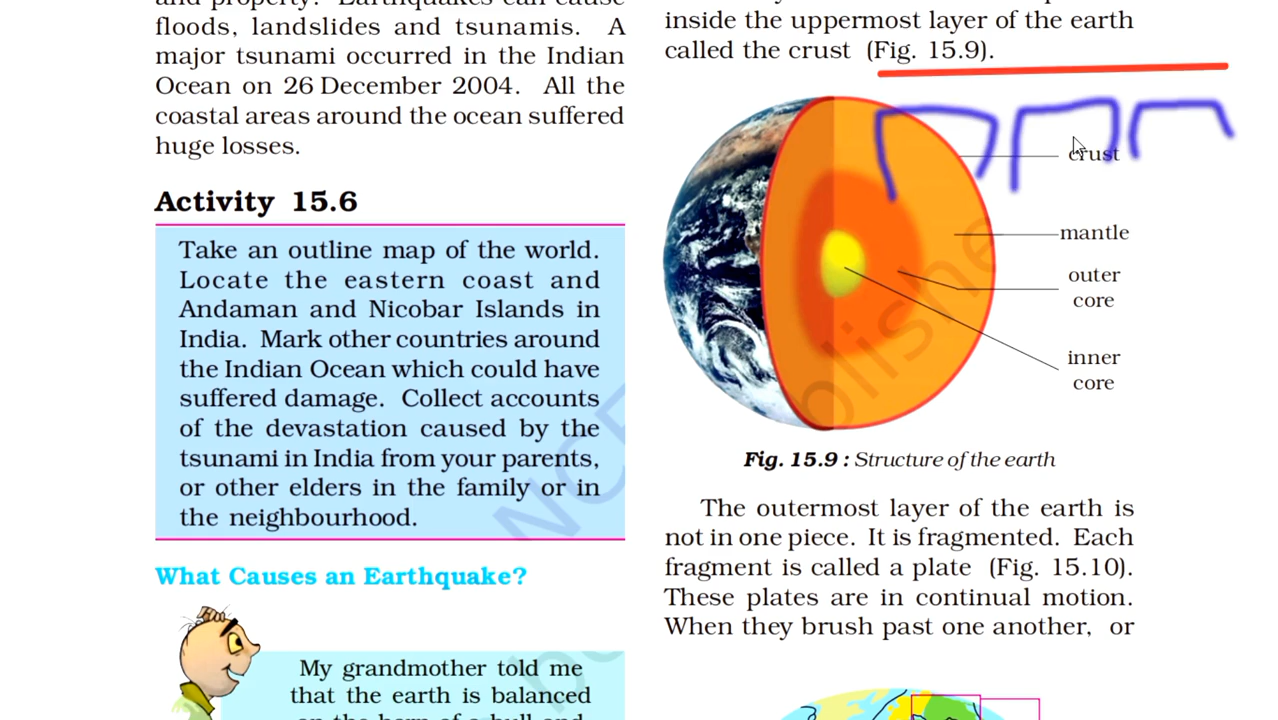 and property? Earthquakes can cause
floods, landslides and tsunamis. A
major tsunami occurred in the Indian
Ocean on 26 December 2004. All the
coastal areas around the ocean suffered
huge losses.
Activity 15.6
Take an outline map of the world.
Locate the eastern coast and
Andaman and Nicobar Islands in
India. Mark other countries around
the Indian Ocean which could have
suffered damage. Collect accounts
of the devastation caused by the
tsunami in India from your parents,
or other elders in the family or in
the neighbourhood.
What Causes an Earthquake?
My grandmother told me
that the earth is balanced
on the horn of a bull and
inside the uppermost layer of the earth
called the crust (Fig. 15.9).
crust
mantle
outer
core
inner
core
Fig. 15.9 : Structure of the earth
The outermost layer of the earth is
not in one piece. It is fragmented. Each
fragment is called a plate (Fig. 15.10).
These plates are in continual motion.
When they brush past one another, or